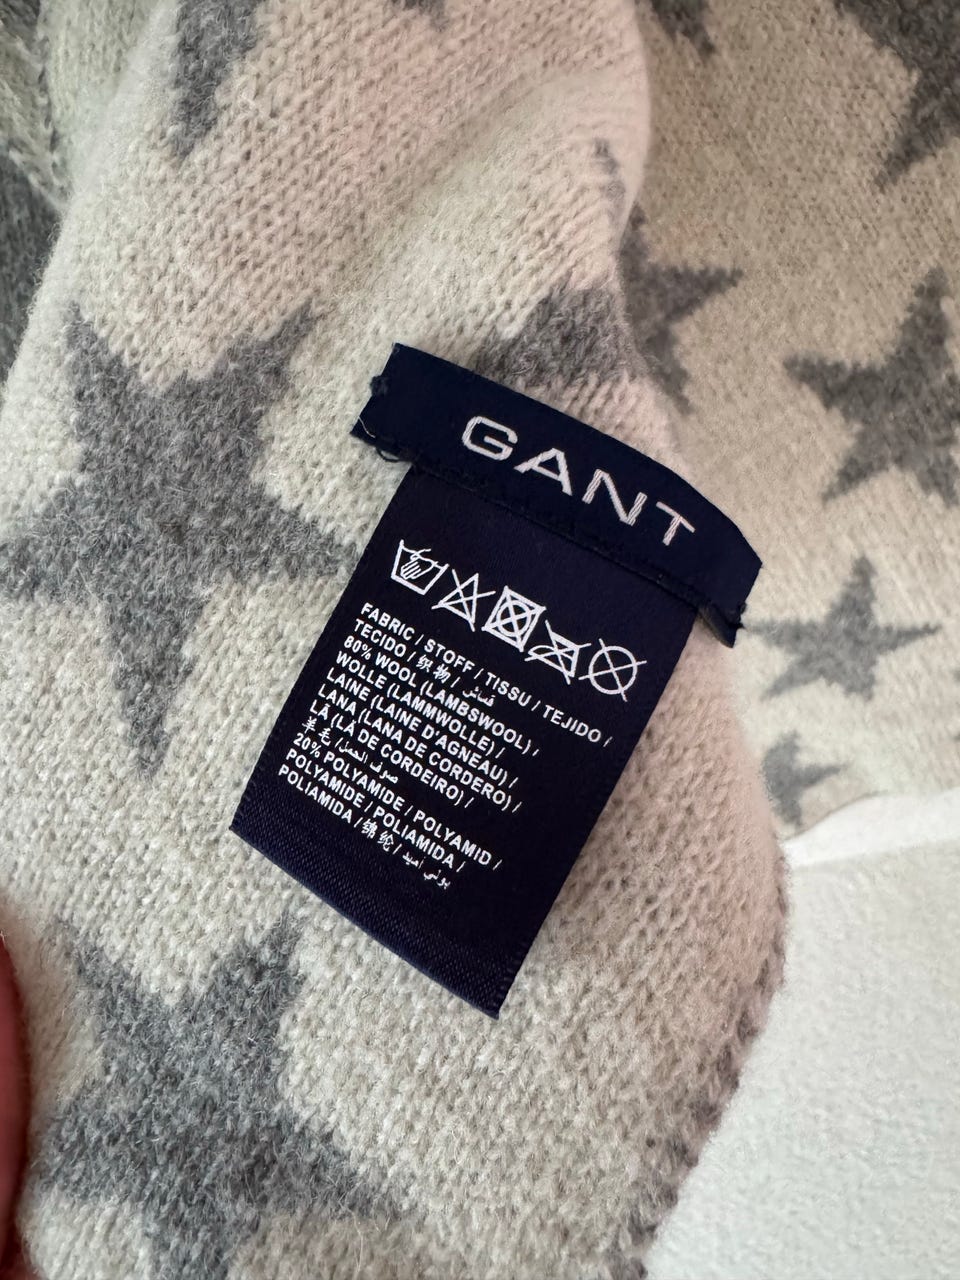 GANT
FABRIC / STOFF / TISSU / TEJIDO /
TECIDO / 织物 / قماش
80% WOOL (LAMBSWOOL) /
WOLLE (LAMMWOLLE) /
LAINE (LAINE D'AGNEAU) /
LANA (LANA DE CORDERO) /
LÃ (LÃ DE CORDEIRO) /
羊毛 / صوف الحمل
20% POLYAMIDE / POLYAMID /
POLYAMIDE / POLIAMIDA /
POLIAMIDA / 锦纶 / بولي أميد